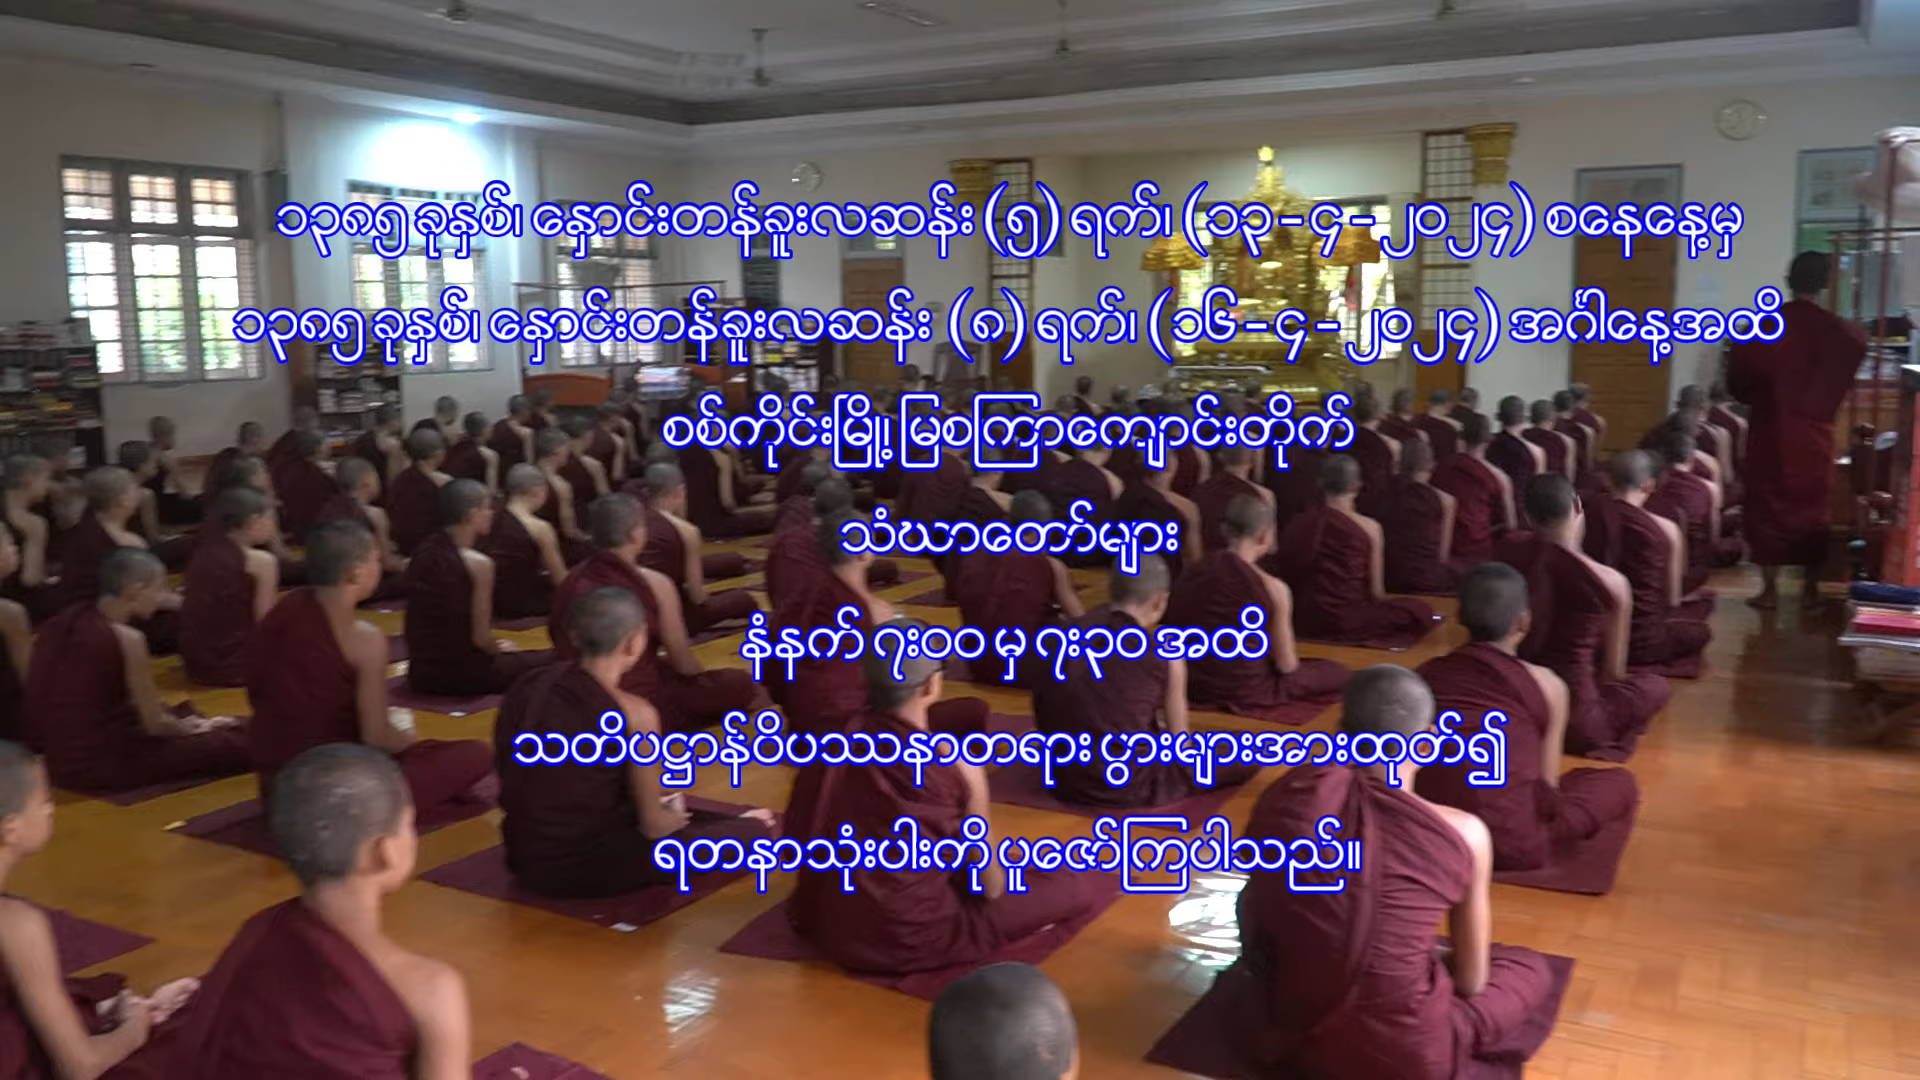 ၁၃၈၅ ခုနှစ်၊ နှောင်းတန်ခူးလဆန်း (၅) ရက်၊ (၁၃ - ၄ - ၂၀၂၄) စနေနေ့မှ
၁၃၈၅ ခုနှစ်၊ နှောင်းတန်ခူးလဆန်း (၈) ရက်၊ (၁၆ - ၄ - ၂၀၂၄) အင်္ဂါနေ့အထိ
စစ်ကိုင်းမြို့၊ မြစကြာကျောင်းတိုက်
သံဃာတော်များ
နံနက် ၇း၀၀ မှ ၇း၃၀ အထိ
သတိပဋ္ဌာန်ဝိပဿနာတရား ပွားများအားထုတ်၍
ရတနာသုံးပါးကို ပူဇော်ကြပါသည်။